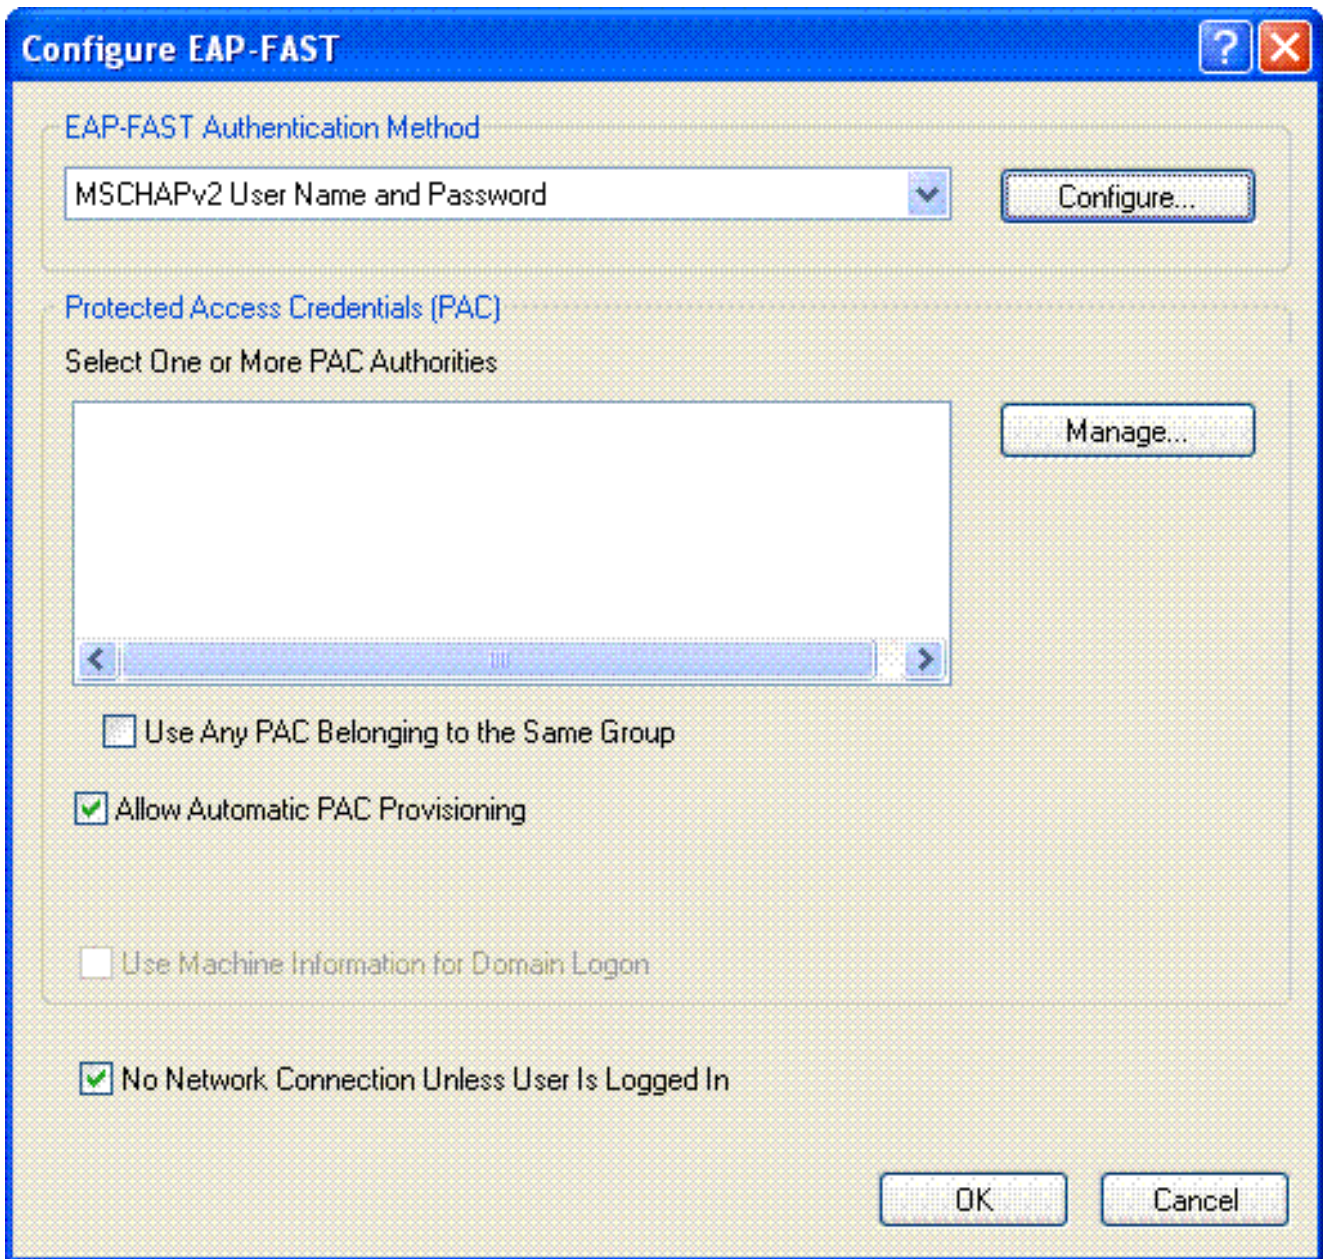 Configure EAP-FAST
EAP-FAST Authentication Method
MSCHAPv2 User Name and Password
Configure...
Protected Access Credentials (PAC)
Select One or More PAC Authorities
Manage...
Use Any PAC Belonging to the Same Group
Allow Automatic PAC Provisioning
Use Machine Information for Domain Logon
No Network Connection Unless User Is Logged In
OK
Cancel